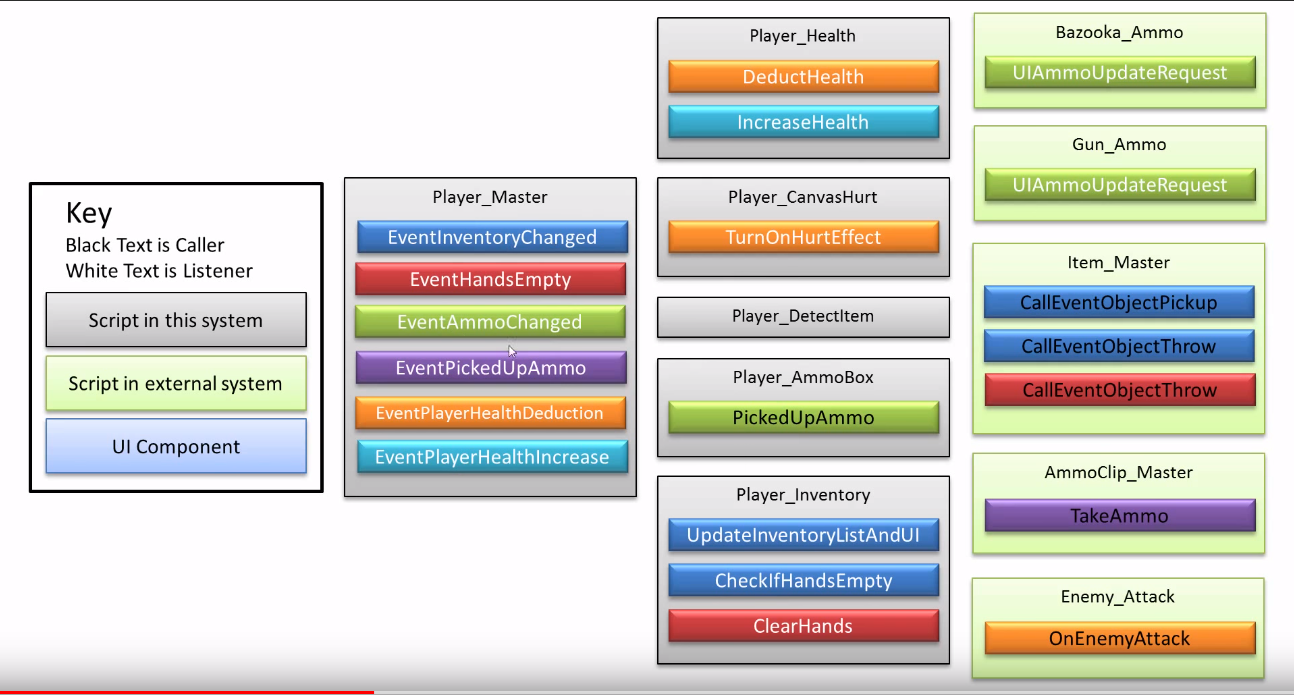 Key
Black Text is Caller
White Text is Listener
Script in this system
Script in external system
UI Component
Player_Master
EventInventoryChanged
EventHandsEmpty
EventAmmoChanged
EventPickedUpAmmo
EventPlayerHealthDeduction
EventPlayerHealthIncrease
Player_Health
DeductHealth
IncreaseHealth
Player_CanvasHurt
TurnOnHurtEffect
Player_DetectItem
Player_AmmoBox
PickedUpAmmo
Player_Inventory
UpdateInventoryListAndUI
CheckIfHandsEmpty
ClearHands
Bazooka_Ammo
UIAmmoUpdateRequest
Gun_Ammo
UIAmmoUpdateRequest
Item_Master
CallEventObjectPickup
CallEventObjectThrow
CallEventObjectThrow
AmmoClip_Master
TakeAmmo
Enemy_Attack
OnEnemyAttack